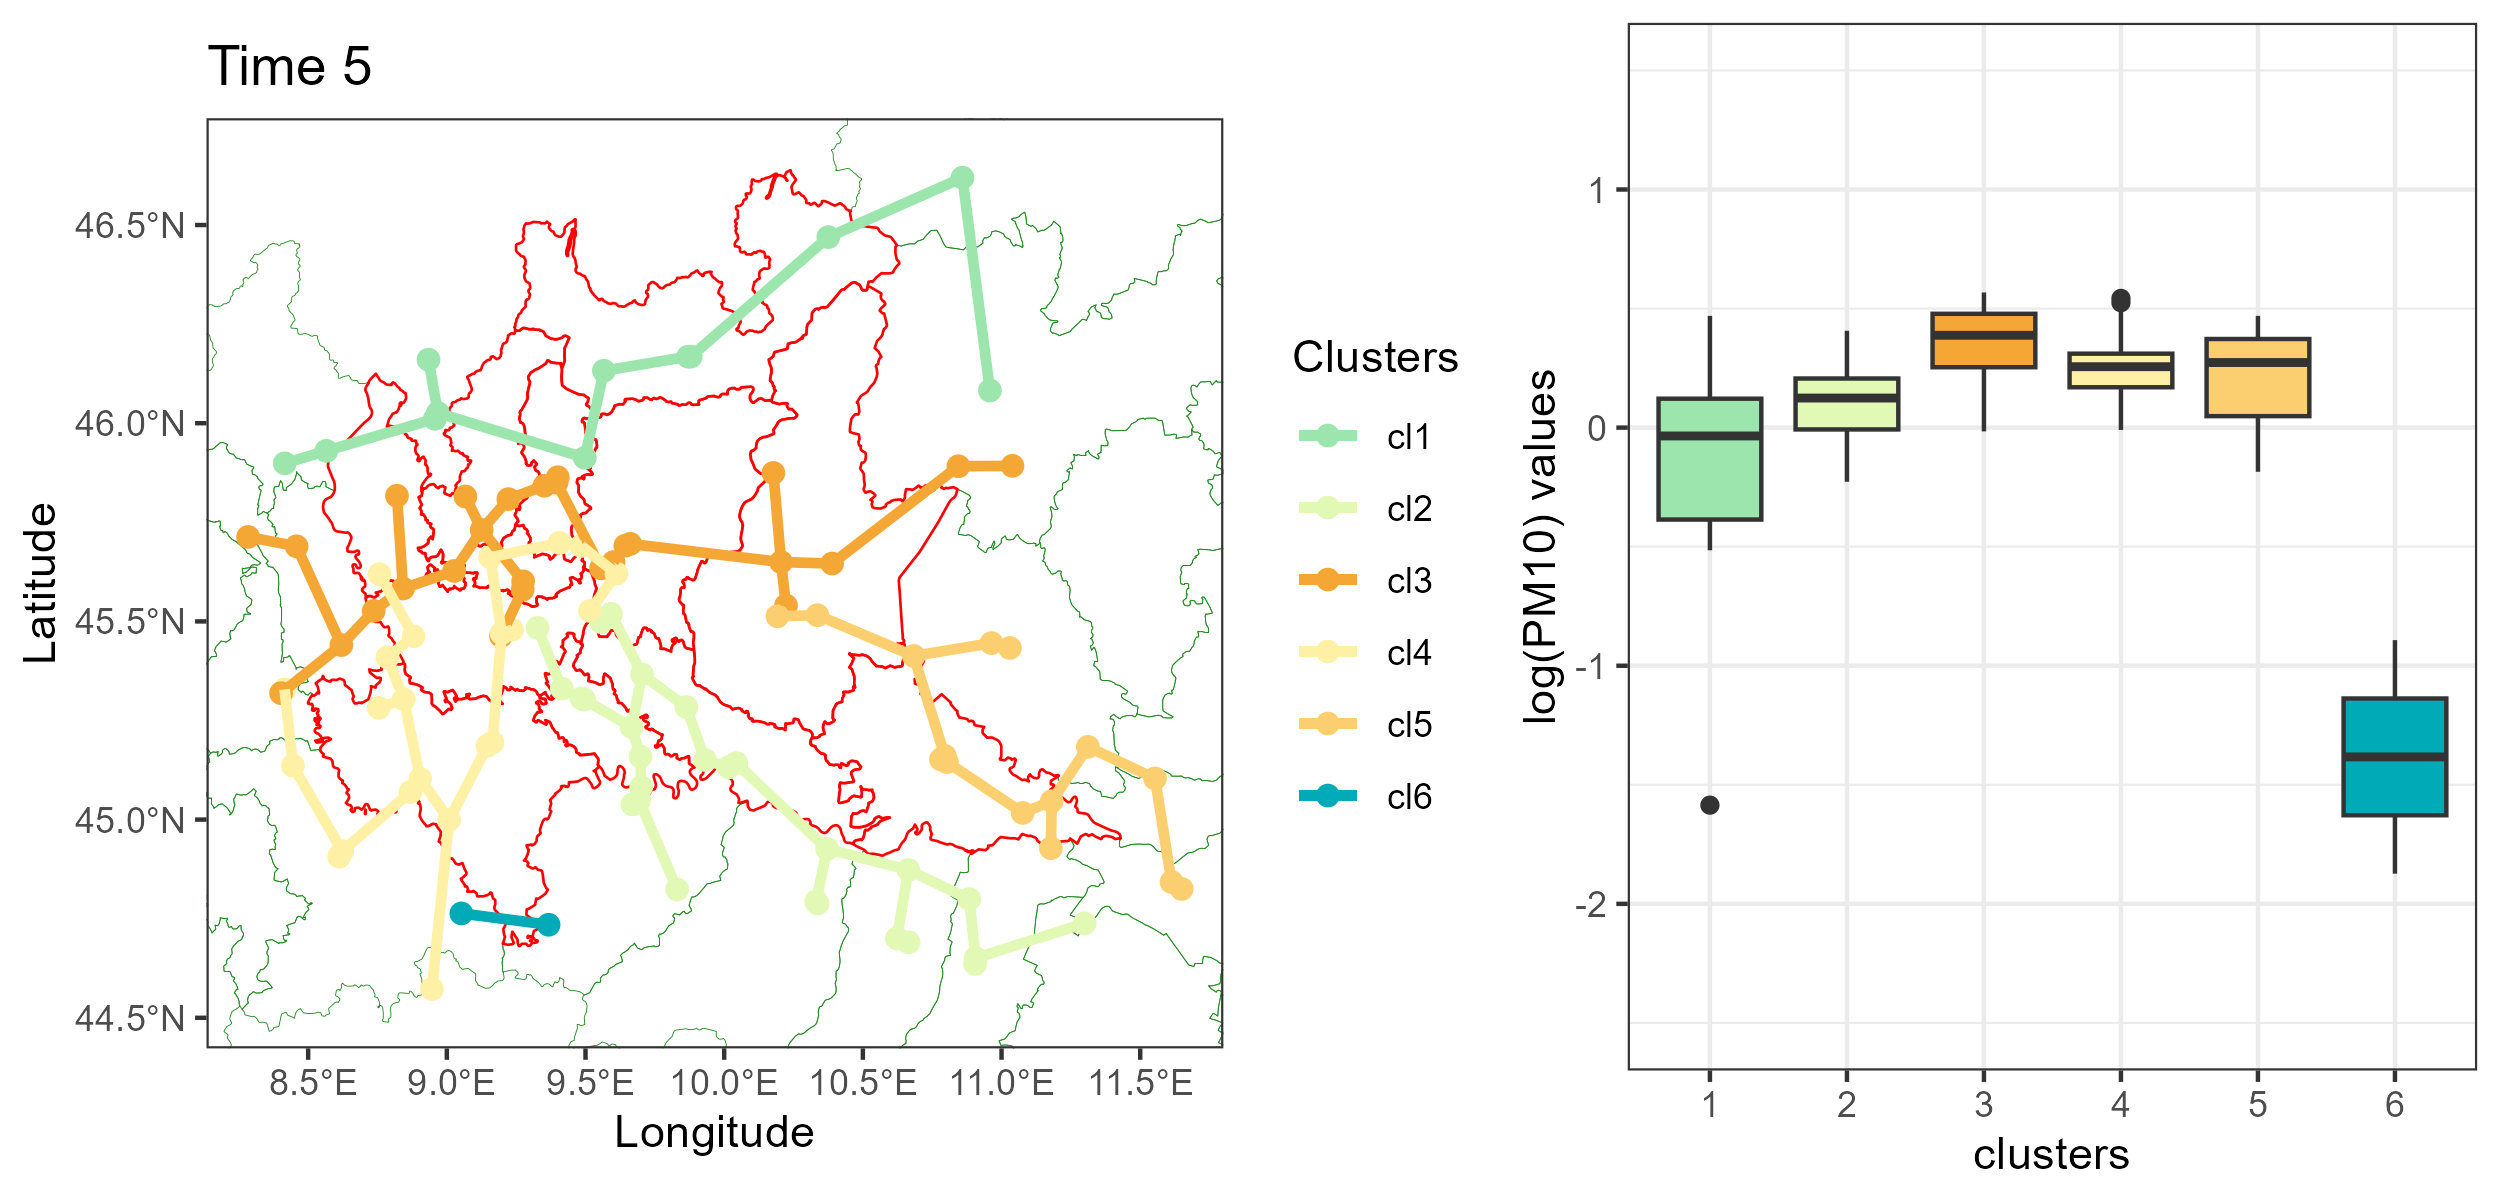 Time 5
46.5°N
46.0°N
45.5°N
45.0°N
44.5°N
Latitude
8.5°E 9.0°E 9.5°E 10.0°E 10.5°E 11.0°E 11.5°E
Longitude
Clusters
cl1
cl2
cl3
cl4
cl5
cl6
1
0
-1
-2
log(PM10) values
1 2 3 4 5 6
clusters